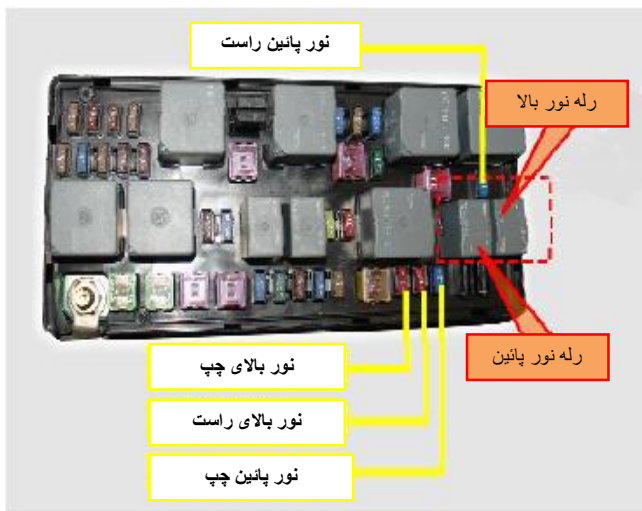 نور پائین راست
رله نور بالا
رله نور پائین
نور بالای چپ
نور بالای راست
نور پائین چپ